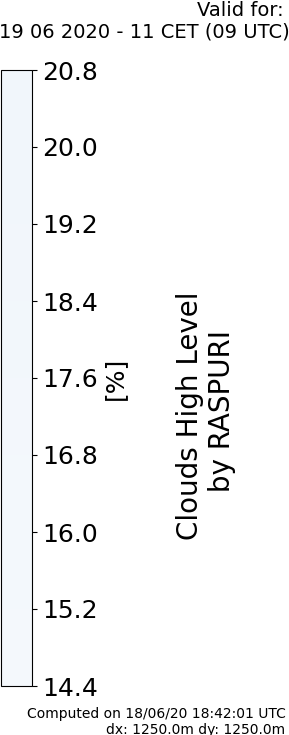 Valid for:
19 06 2020 - 11 CET (09 UTC)
20.8
20.0
19.2
18.4
17.6
16.8
16.0
15.2
14.4
[%]
Clouds High Level
by RASPURI
Computed on 18/06/20 18:42:01 UTC
dx: 1250.0m dy: 1250.0m